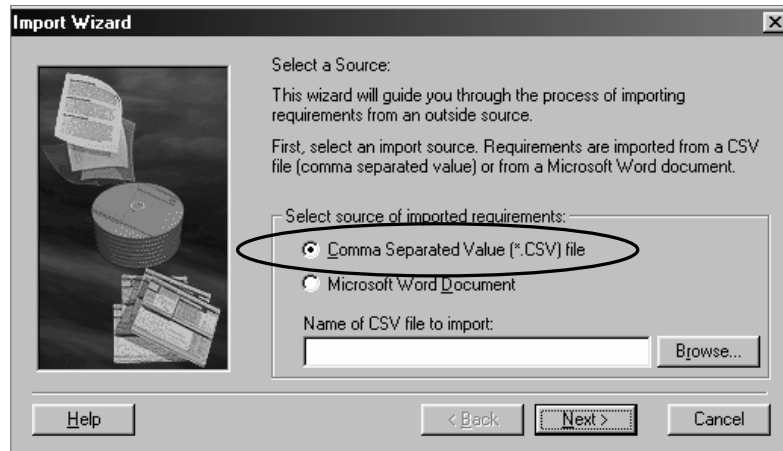 Import Wizard
Select a Source:
This wizard will guide you through the process of importing
requirements from an outside source.
First, select an import source. Requirements are imported from a CSV
file (comma separated value) or from a Microsoft Word document.
Select source of imported requirements:
Comma Separated Value (*.CSV) file
Microsoft Word Document
Name of CSV file to import:
Browse...
Help
< Back
Next >
Cancel